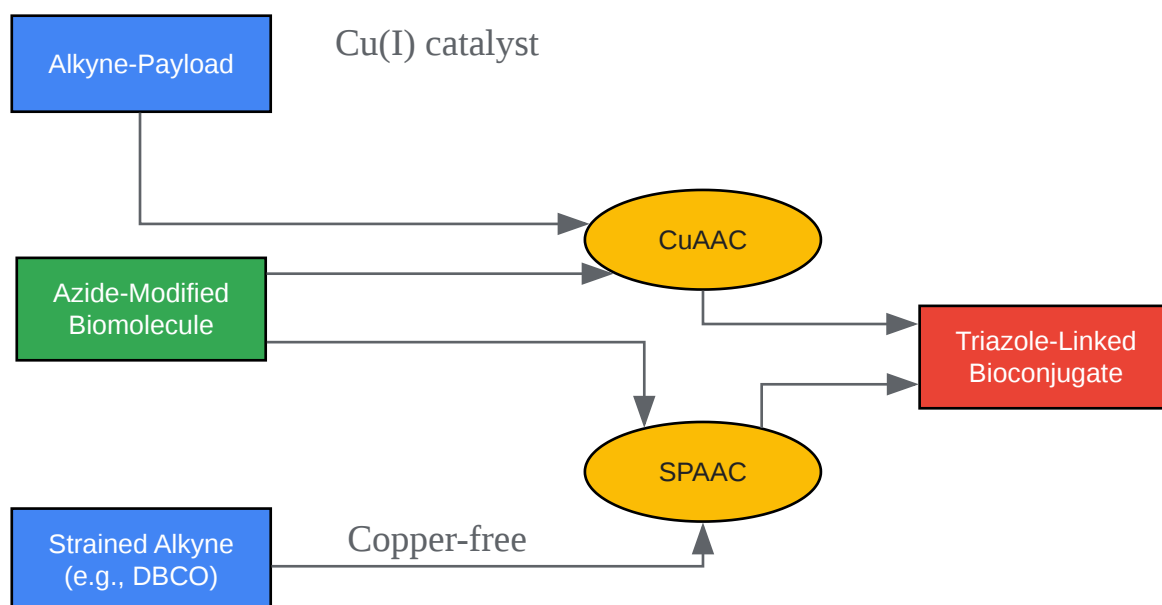 Alkyne-Payload
Cu(I) catalyst
CuAAC
Azide-Modified
Biomolecule
Triazole-Linked
Bioconjugate
SPAAC
Strained Alkyne
(e.g., DBCO)
Copper-free